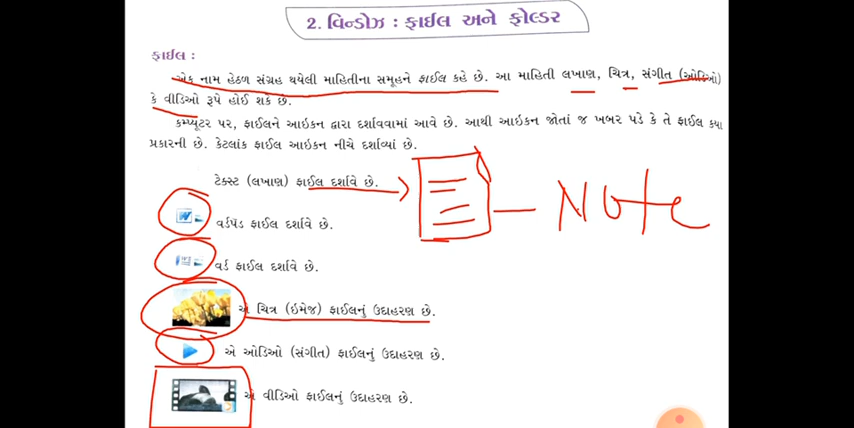 2. વિન્ડોઝ : ફાઈલ અને ફોલ્ડર
ફાઈલ :
એક નામ હેઠળ સંગ્રહ થયેલી માહિતીના સમૂહને ફાઈલ કહે છે. આ માહિતી લખાણ, ચિત્ર, સંગીત (ઓડિઓ)
કે વીડિઓ રૂપે હોઈ શકે છે.
કમ્પ્યૂટર પર, ફાઈલને આઇકન દ્વારા દર્શાવવામાં આવે છે. આથી આઇકન જોતાં જ ખબર પડે કે તે ફાઈલ કયા
પ્રકારની છે. કેટલાંક ફાઈલ આઇકન નીચે દર્શાવ્યાં છે.
ટેક્સ્ટ (લખાણ) ફાઈલ દર્શાવે છે.
Note
વર્ડપેડ ફાઈલ દર્શાવે છે.
વર્ડ ફાઈલ દર્શાવે છે.
એ ચિત્ર (ઇમેજ) ફાઈલનું ઉદાહરણ છે.
એ ઓડિઓ (સંગીત) ફાઈલનું ઉદાહરણ છે.
એ વીડિઓ ફાઈલનું ઉદાહરણ છે.